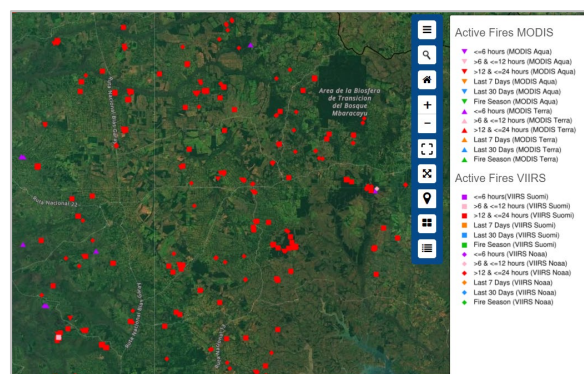 Active Fires MODIS
<=6 hours (MODIS Aqua)
>6 & <=12 hours (MODIS Aqua)
>12 & <=24 hours (MODIS Aqua)
Last 7 Days (MODIS Aqua)
Last 30 Days (MODIS Aqua)
Fire Season (MODIS Aqua)
<=6 hours (MODIS Terra)
>6 & <=12 hours (MODIS Terra)
>12 & <=24 hours (MODIS Terra)
Last 7 Days (MODIS Terra)
Last 30 Days (MODIS Terra)
Fire Season (MODIS Terra)
Active Fires VIIRS
<=6 hours(VIIRS Suomi)
>6 & <=12 hours (VIIRS Suomi)
>12 & <=24 hours (VIIRS Suomi)
Last 7 Days (VIIRS Suomi)
Last 30 Days (VIIRS Suomi)
Fire Season (VIIRS Suomi)
<=6 hours (VIIRS Noaa)
>6 & <=12 hours (VIIRS Noaa)
>12 & <=24 hours (VIIRS Noaa)
Last 7 Days (VIIRS Noaa)
Last 30 Days (VIIRS Noaa)
Fire Season (VIIRS Noaa)
Area de la Biosfera
de Transicion
del Bosque
Mbaracayu
Ruta Nacional 22